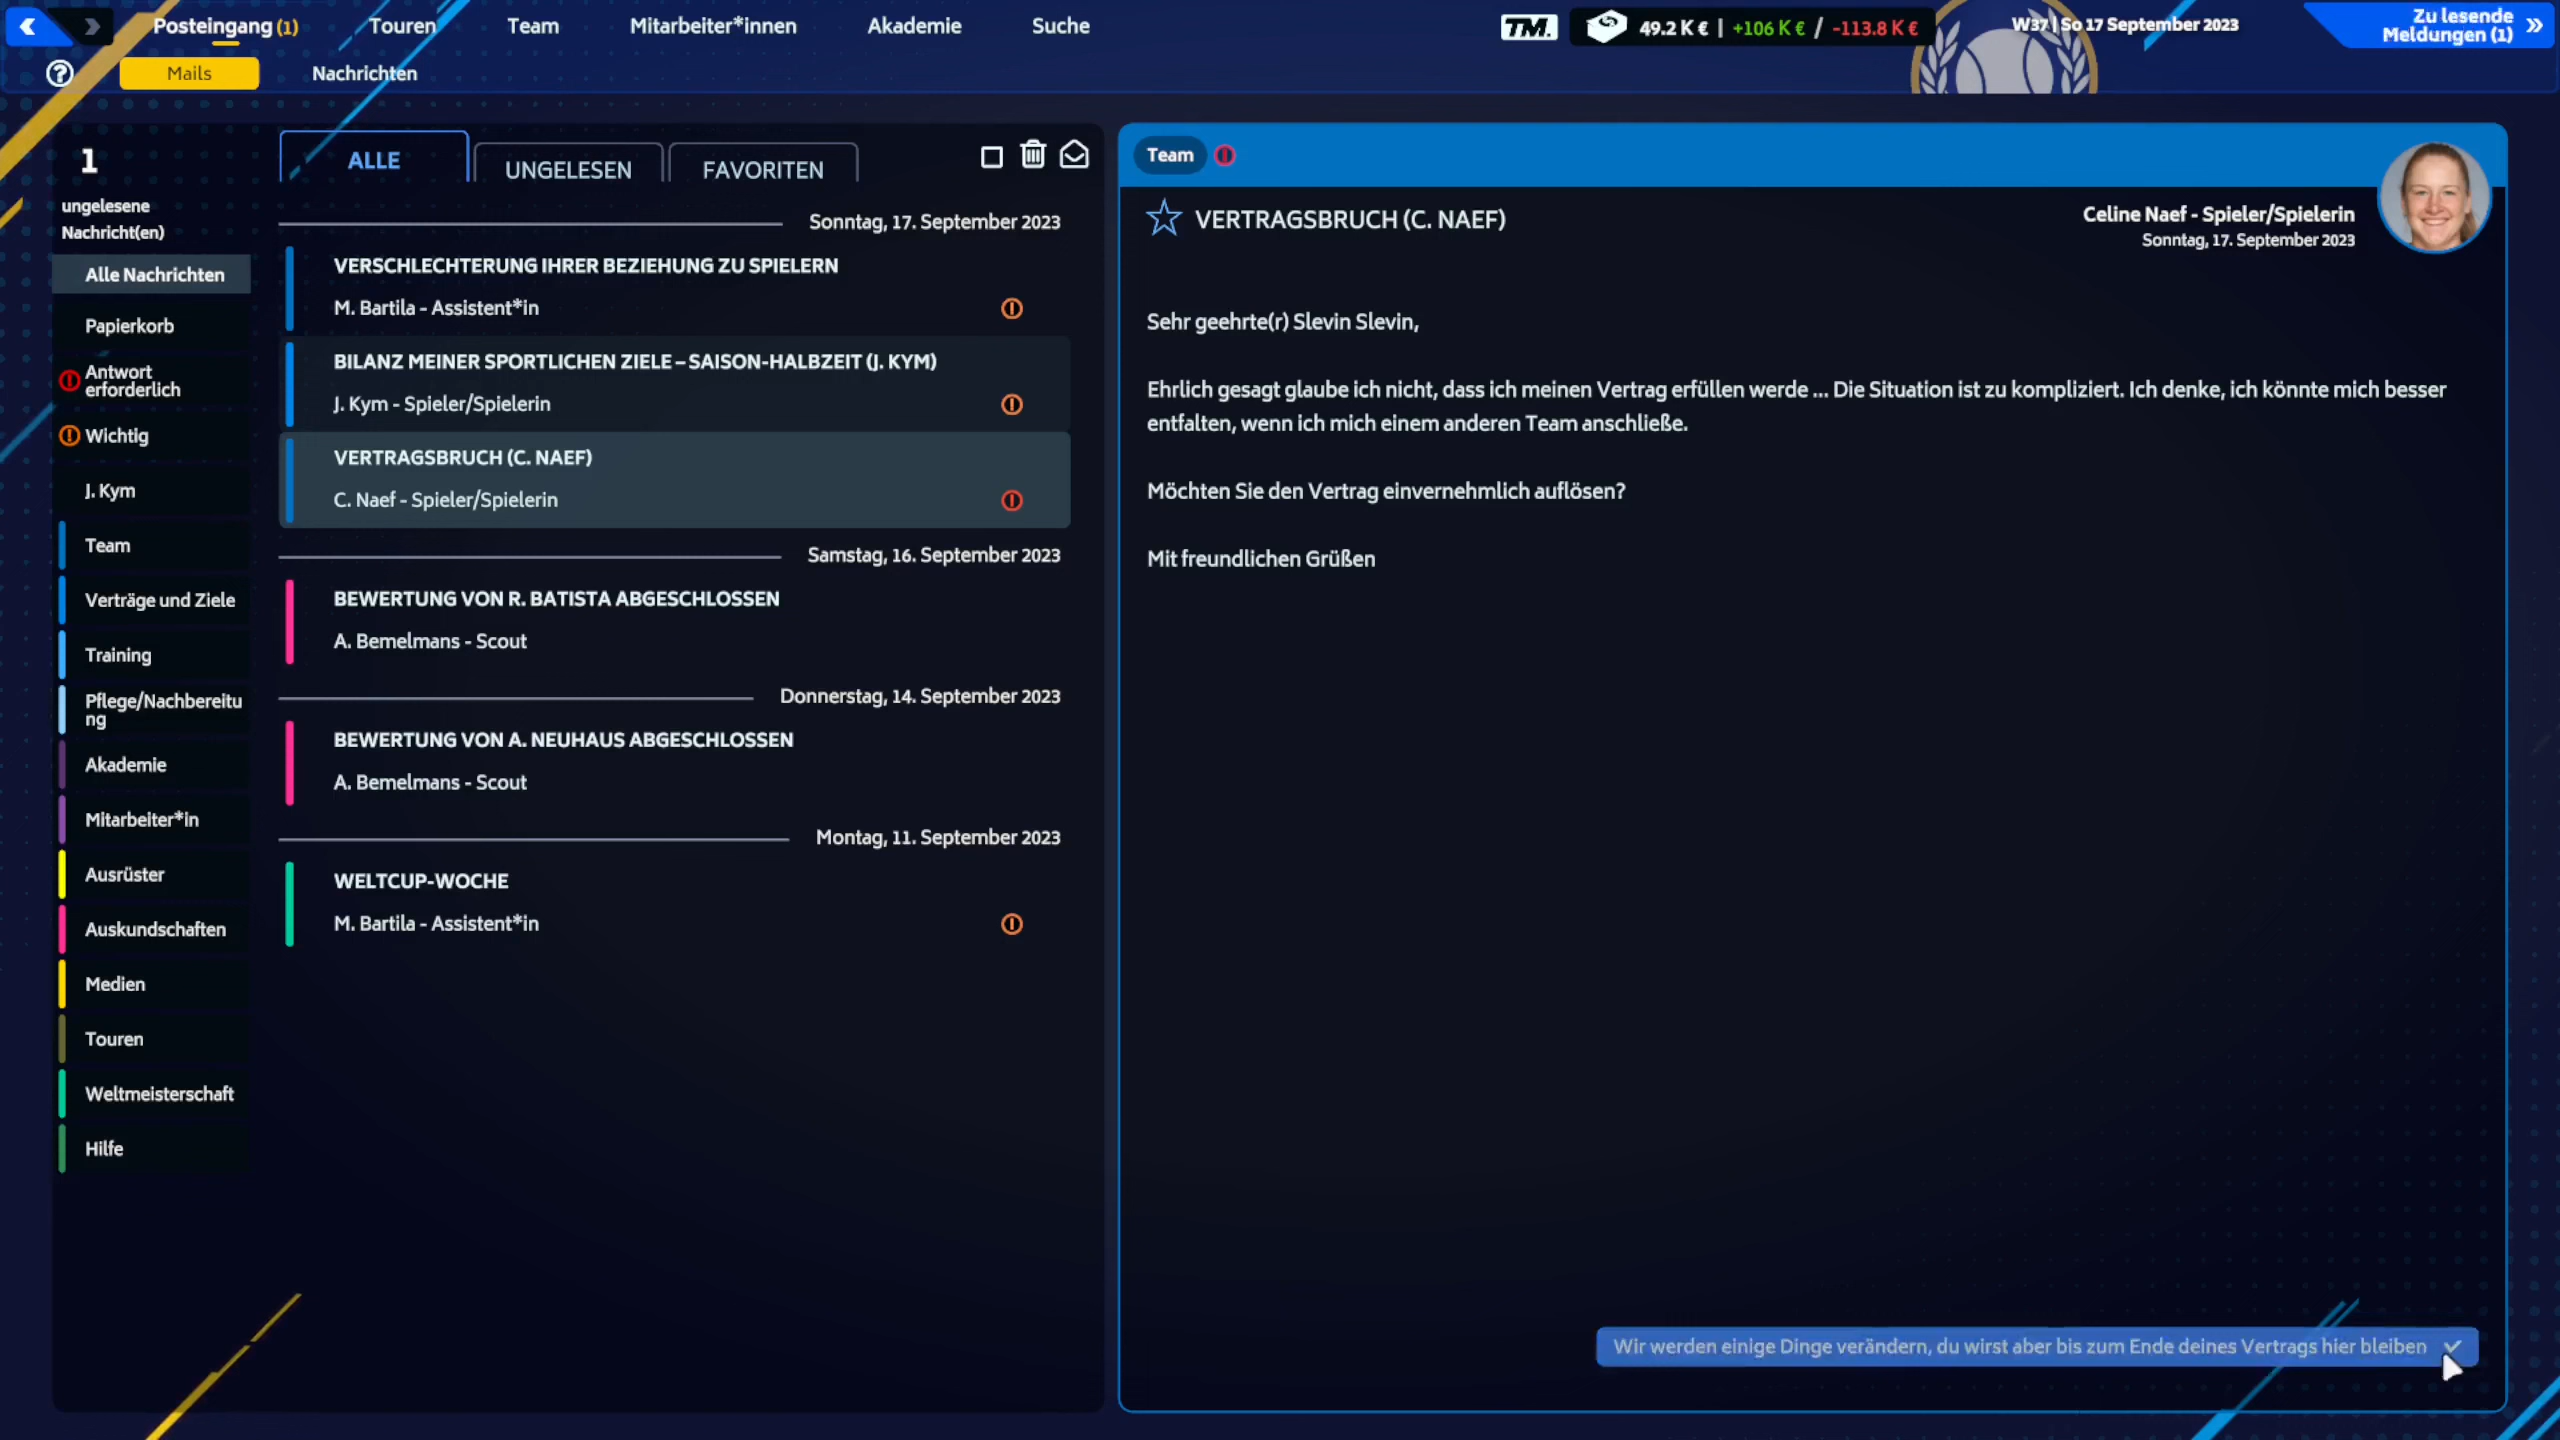 Posteingang (1)
Touren
Team
Mitarbeiter*innen
Akademie
Suche
TM.
49.2 K € | +106 K € / -113.8 K €
W37 | So 17 September 2023
Zu lesende
Meldungen (1)
Mails
Nachrichten
1
ungelesene
Nachricht(en)
Alle Nachrichten
Papierkorb
Antwort
erforderlich
Wichtig
J. Kym
Team
Verträge und Ziele
Training
Pflege/Nachbereitu
ng
Akademie
Mitarbeiter*in
Ausrüster
Auskundschaften
Medien
Touren
Weltmeisterschaft
Hilfe
ALLE
UNGELESEN
FAVORITEN
Sonntag, 17. September 2023
VERSCHLECHTERUNG IHRER BEZIEHUNG ZU SPIELERN
M. Bartila - Assistent*in
BILANZ MEINER SPORTLICHEN ZIELE – SAISON-HALBZEIT (J. KYM)
J. Kym - Spieler/Spielerin
VERTRAGSBRUCH (C. NAEF)
C. Naef - Spieler/Spielerin
Samstag, 16. September 2023
BEWERTUNG VON R. BATISTA ABGESCHLOSSEN
A. Bemelmans - Scout
Donnerstag, 14. September 2023
BEWERTUNG VON A. NEUHAUS ABGESCHLOSSEN
A. Bemelmans - Scout
Montag, 11. September 2023
WELTCUP-WOCHE
M. Bartila - Assistent*in
Team
VERTRAGSBRUCH (C. NAEF)
Celine Naef - Spieler/Spielerin
Sonntag, 17. September 2023
Sehr geehrte(r) Slevin Slevin,
Ehrlich gesagt glaube ich nicht, dass ich meinen Vertrag erfüllen werde ... Die Situation ist zu kompliziert. Ich denke, ich könnte mich besser
entfalten, wenn ich mich einem anderen Team anschließe.
Möchten Sie den Vertrag einvernehmlich auflösen?
Mit freundlichen Grüßen
Wir werden einige Dinge verändern, du wirst aber bis zum Ende deines Vertrags hier bleiben